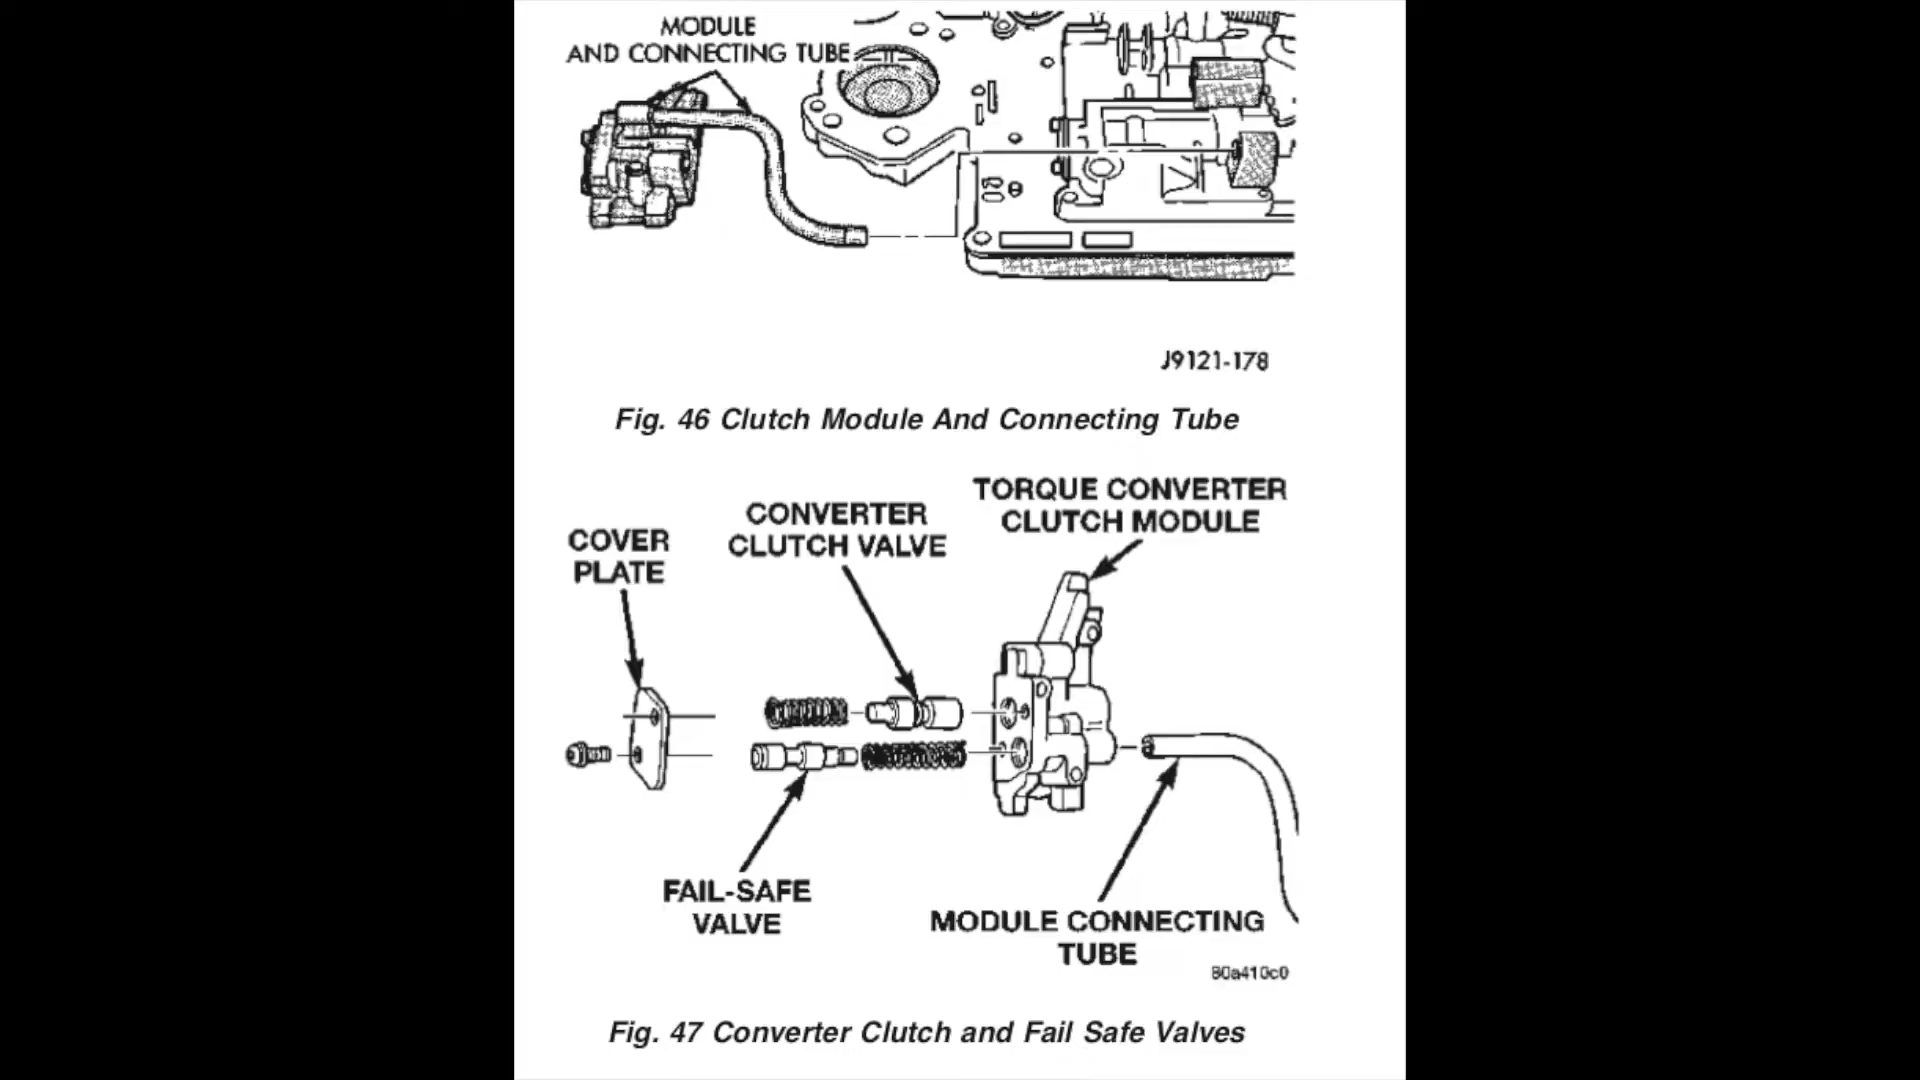 MODULE
AND CONNECTING TUBE
J9121-178
Fig. 46 Clutch Module And Connecting Tube
TORQUE CONVERTER
CLUTCH MODULE
CONVERTER
CLUTCH VALVE
COVER
PLATE
FAIL-SAFE
VALVE
MODULE CONNECTING
TUBE
80a410c0
Fig. 47 Converter Clutch and Fail Safe Valves